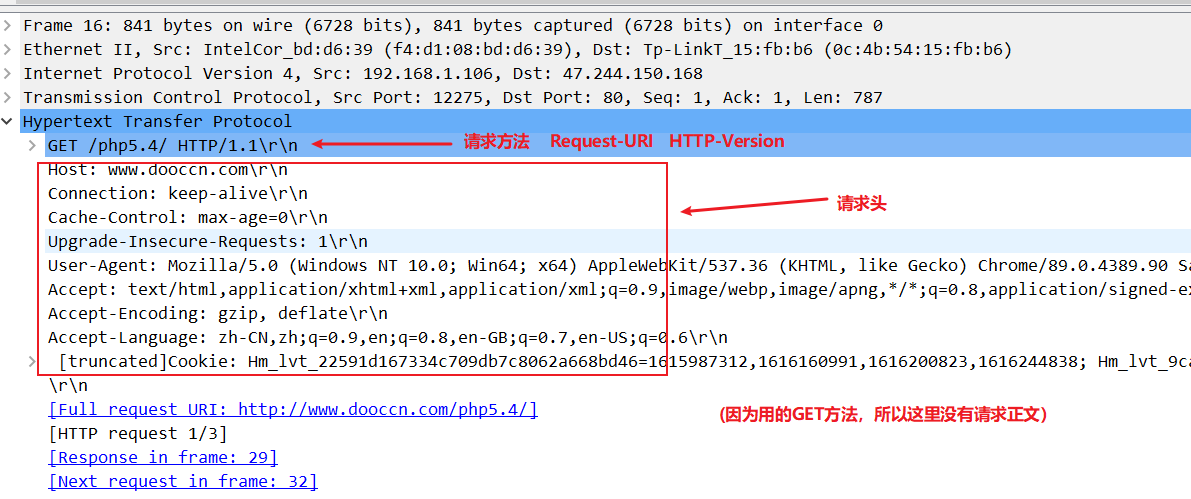 Frame 16: 841 bytes on wire (6728 bits), 841 bytes captured (6728 bits) on interface 0
Ethernet II, Src: IntelCor_bd:d6:39 (f4:d1:08:bd:d6:39), Dst: Tp-LinkT_15:fb:b6 (0c:4b:54:15:fb:b6)
Internet Protocol Version 4, Src: 192.168.1.106, Dst: 47.244.150.168
Transmission Control Protocol, Src Port: 12275, Dst Port: 80, Seq: 1, Ack: 1, Len: 787
Hypertext Transfer Protocol
GET /php5.4/ HTTP/1.1\r\n 请求方法 Request-URI HTTP-Version
Host: www.dooccn.com\r\n
Connection: keep-alive\r\n
Cache-Control: max-age=0\r\n 请求头
Upgrade-Insecure-Requests: 1\r\n
User-Agent: Mozilla/5.0 (Windows NT 10.0; Win64; x64) AppleWebKit/537.36 (KHTML, like Gecko) Chrome/89.0.4389.90 Sa
Accept: text/html,application/xhtml+xml,application/xml;q=0.9,image/webp,image/apng,*/*;q=0.8,application/signed-ex
Accept-Encoding: gzip, deflate\r\n
Accept-Language: zh-CN,zh;q=0.9,en;q=0.8,en-GB;q=0.7,en-US;q=0.6\r\n
[truncated]Cookie: Hm_lvt_22591d167334c709db7c8062a668bd46=1615987312,1616160991,1616200823,1616244838; Hm_lvt_9ca
\r\n
[Full request URI: http://www.dooccn.com/php5.4/] (因为用的GET方法，所以这里没有请求正文)
[HTTP request 1/3]
[Response in frame: 29]
[Next request in frame: 32]